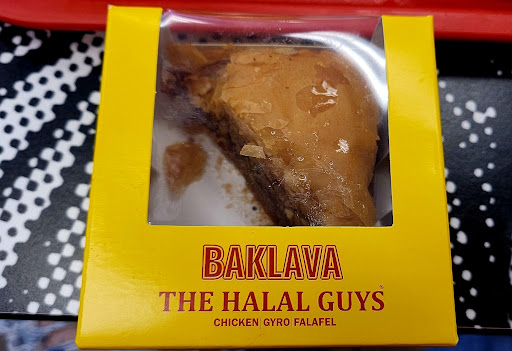 BAKLAVA
THE HALAL GUYS
CHICKEN GYRO FALAFEL